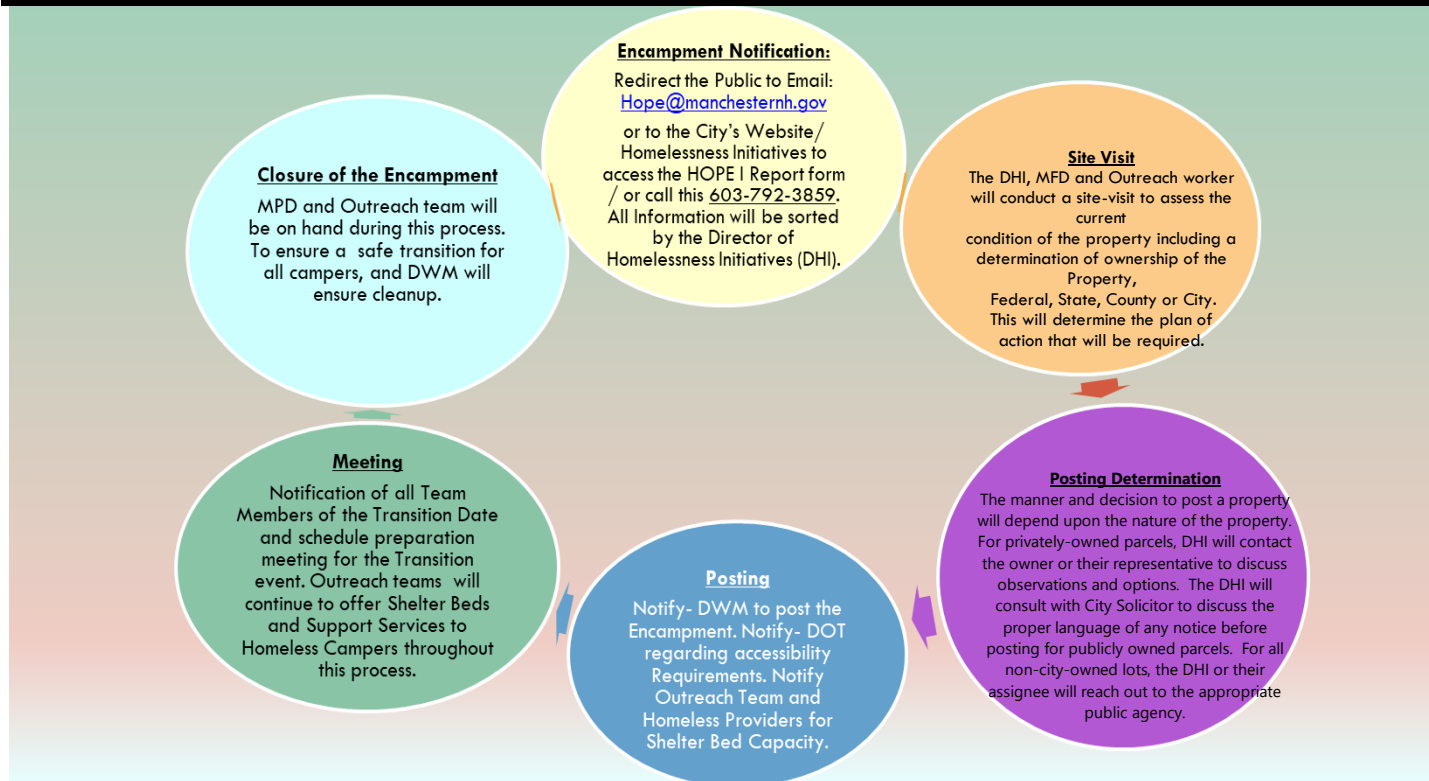 Encampment Notification:
Redirect the Public to Email:
Hope@manchesternh.gov
or to the City's Website/
Homelessness Initiatives to
access the HOPE I Report form
/ or call this 603-792-3859.
All Information will be sorted
by the Director of
Homelessness Initiatives (DHI).
Site Visit
The DHI, MFD and Outreach worker
will conduct a site-visit to assess the
current
condition of the property including a
determination of ownership of the
Property,
Federal, State, County or City.
This will determine the plan of
action that will be required.
Posting Determination
The manner and decision to post a property
will depend upon the nature of the property.
For privately-owned parcels, DHI will contact
the owner or their representative to discuss
observations and options. The DHI will
consult with City Solicitor to discuss the
proper language of any notice before
posting for publicly owned parcels. For all
non-city-owned lots, the DHI or their
assignee will reach out to the appropriate
public agency.
Posting
Notify- DWM to post the
Encampment. Notify- DOT
regarding accessibility
Requirements. Notify
Outreach Team and
Homeless Providers for
Shelter Bed Capacity.
Meeting
Notification of all Team
Members of the Transition Date
and schedule preparation
meeting for the Transition
event. Outreach teams will
continue to offer Shelter Beds
and Support Services to
Homeless Campers throughout
this process.
Closure of the Encampment
MPD and Outreach team will
be on hand during this process.
To ensure a safe transition for
all campers, and DWM will
ensure cleanup.